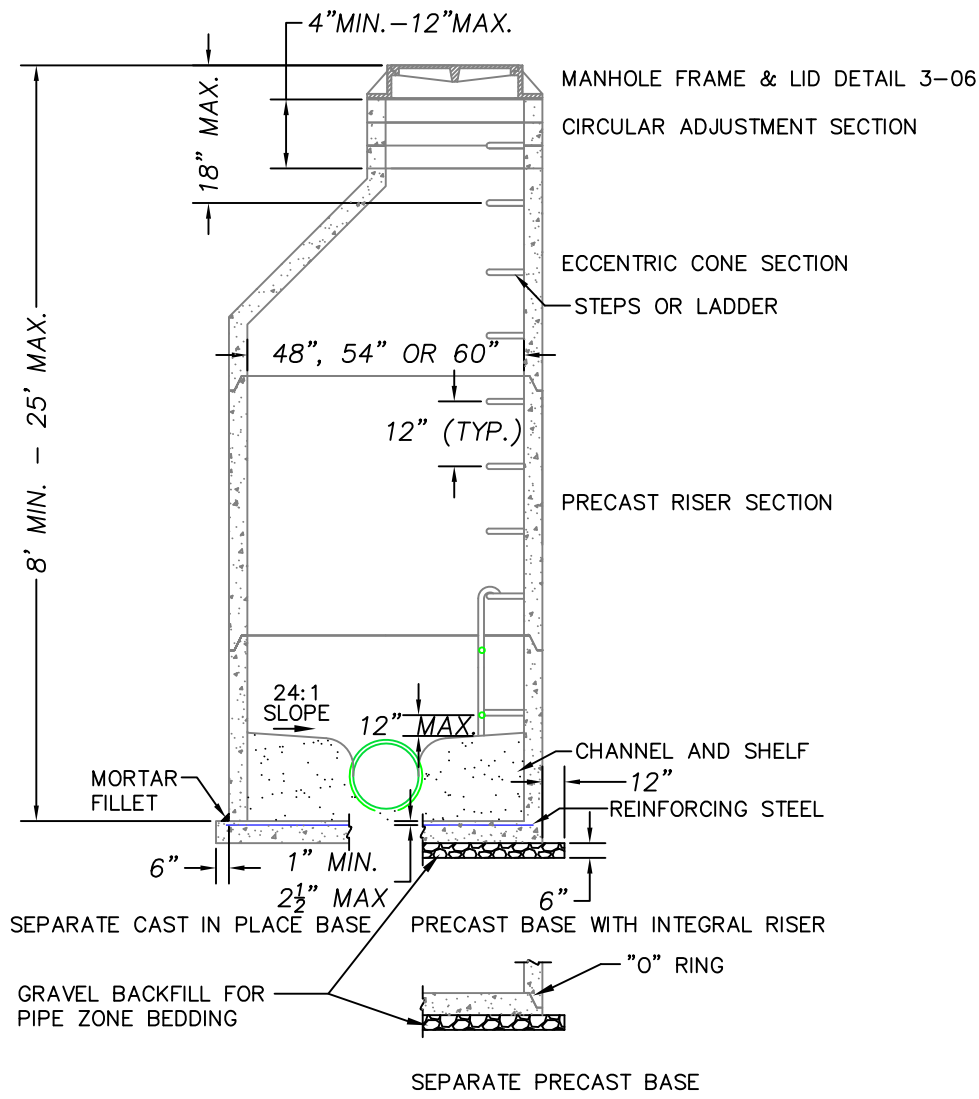 4”MIN.–12”MAX.
18” MAX.
MANHOLE FRAME & LID DETAIL 3–06
CIRCULAR ADJUSTMENT SECTION
ECCENTRIC CONE SECTION
STEPS OR LADDER
48”, 54” OR 60”
8’ MIN. – 25’ MAX.
12” (TYP.)
PRECAST RISER SECTION
24:1
SLOPE
12” MAX.
CHANNEL AND SHELF
12”
MORTAR
FILLET
REINFORCING STEEL
6”
1” MIN.
2½” MAX
6”
SEPARATE CAST IN PLACE BASE
PRECAST BASE WITH INTEGRAL RISER
"O" RING
GRAVEL BACKFILL FOR
PIPE ZONE BEDDING
SEPARATE PRECAST BASE